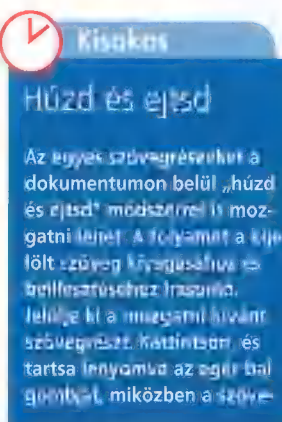 Kisokos
Húzd és ejtsd
Az egyes szövegrészeket a
dokumentumon belül „húzd
és ejtsd" módszerrel is moz-
gatni lehet. A folyamat a kije
lölt szöveg kivágásához és
beillesztéséhez hasonló.
Jelölje ki a mozgatni kívánt
szövegrészt. Kattintson, és
tartsa lenyomva az egér bal
gombját, miközben a szöve-